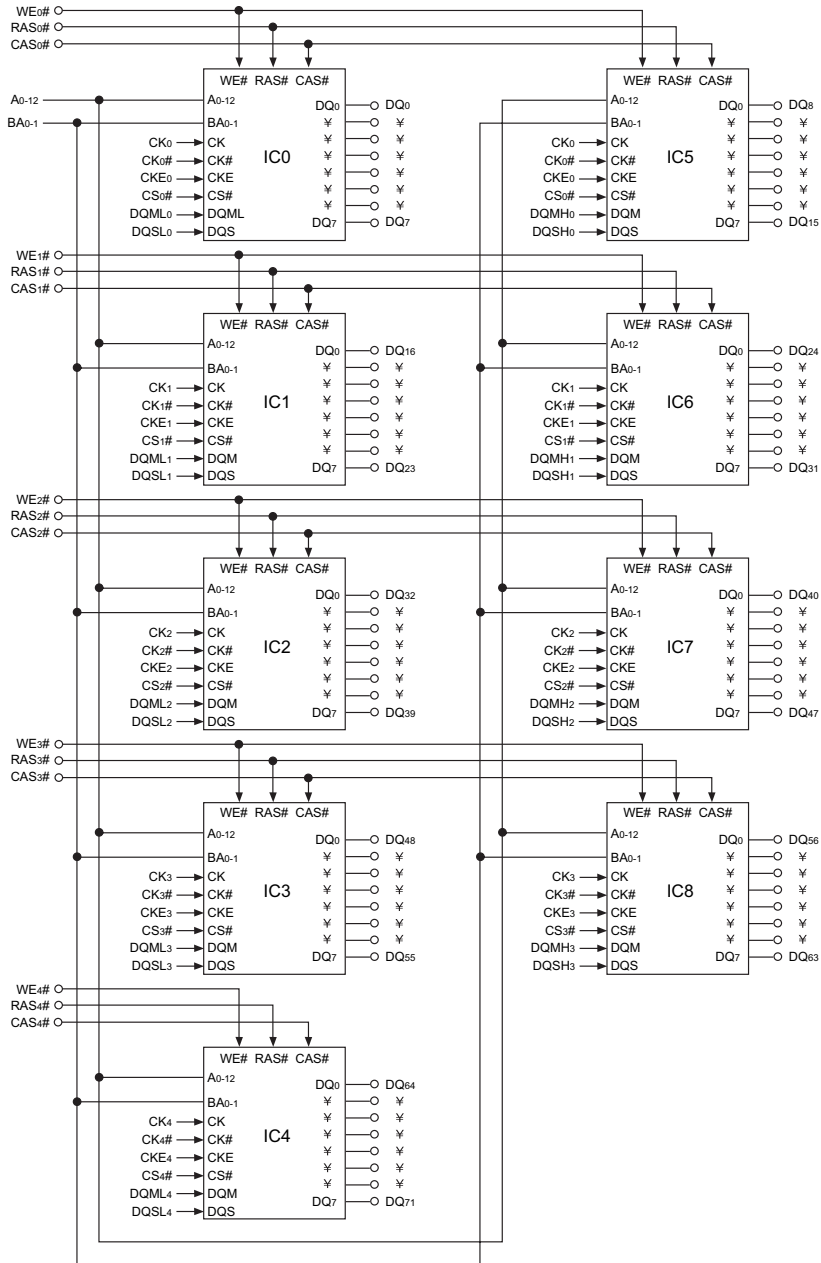 WE0#
RAS0#
CAS0#
A0-12
BA0-1
WE# RAS# CAS#
A0-12 DQ0 DQ0
BA0-1 ¥ ¥
CK0 CK ¥ ¥
IC0
CK0# CK# ¥ ¥
CKE0 CKE ¥ ¥
CS0# CS# ¥ ¥
¥ ¥
DQML0 DQML
DQ7 DQ7
DQSL0 DQS
WE# RAS# CAS#
A0-12 DQ0 DQ8
BA0-1 ¥ ¥
CK0 CK ¥ ¥
IC5
CK0# CK# ¥ ¥
CKE0 CKE ¥ ¥
CS0# CS# ¥ ¥
¥ ¥
DQMH0 DQM
DQ7 DQ15
DQSH0 DQS
WE1#
RAS1#
CAS1#
WE# RAS# CAS#
A0-12 DQ0 DQ16
BA0-1 ¥ ¥
CK1 CK ¥ ¥
IC1
CK1# CK# ¥ ¥
CKE1 CKE ¥ ¥
CS1# CS# ¥ ¥
¥ ¥
DQML1 DQM
DQ7 DQ23
DQSL1 DQS
WE# RAS# CAS#
A0-12 DQ0 DQ24
BA0-1 ¥ ¥
CK1 CK ¥ ¥
IC6
CK1# CK# ¥ ¥
CKE1 CKE ¥ ¥
CS1# CS# ¥ ¥
¥ ¥
DQMH1 DQM
DQ7 DQ31
DQSH1 DQS
WE2#
RAS2#
CAS2#
WE# RAS# CAS#
A0-12 DQ0 DQ32
BA0-1 ¥ ¥
CK2 CK ¥ ¥
IC2
CK2# CK# ¥ ¥
CKE2 CKE ¥ ¥
CS2# CS# ¥ ¥
¥ ¥
DQML2 DQM
DQ7 DQ39
DQSL2 DQS
WE# RAS# CAS#
A0-12 DQ0 DQ40
BA0-1 ¥ ¥
CK2 CK ¥ ¥
IC7
CK2# CK# ¥ ¥
CKE2 CKE ¥ ¥
CS2# CS# ¥ ¥
¥ ¥
DQMH2 DQM
DQ7 DQ47
DQSH2 DQS
WE3#
RAS3#
CAS3#
WE# RAS# CAS#
A0-12 DQ0 DQ48
BA0-1 ¥ ¥
CK3 CK ¥ ¥
IC3
CK3# CK# ¥ ¥
CKE3 CKE ¥ ¥
CS3# CS# ¥ ¥
¥ ¥
DQML3 DQM
DQ7 DQ55
DQSL3 DQS
WE# RAS# CAS#
A0-12 DQ0 DQ56
BA0-1 ¥ ¥
CK3 CK ¥ ¥
IC8
CK3# CK# ¥ ¥
CKE3 CKE ¥ ¥
CS3# CS# ¥ ¥
¥ ¥
DQMH3 DQM
DQ7 DQ63
DQSH3 DQS
WE4#
RAS4#
CAS4#
WE# RAS# CAS#
A0-12 DQ0 DQ64
BA0-1 ¥ ¥
CK4 CK ¥ ¥
IC4
CK4# CK# ¥ ¥
CKE4 CKE ¥ ¥
CS4# CS# ¥ ¥
¥ ¥
DQML4 DQM
DQ7 DQ71
DQSL4 DQS